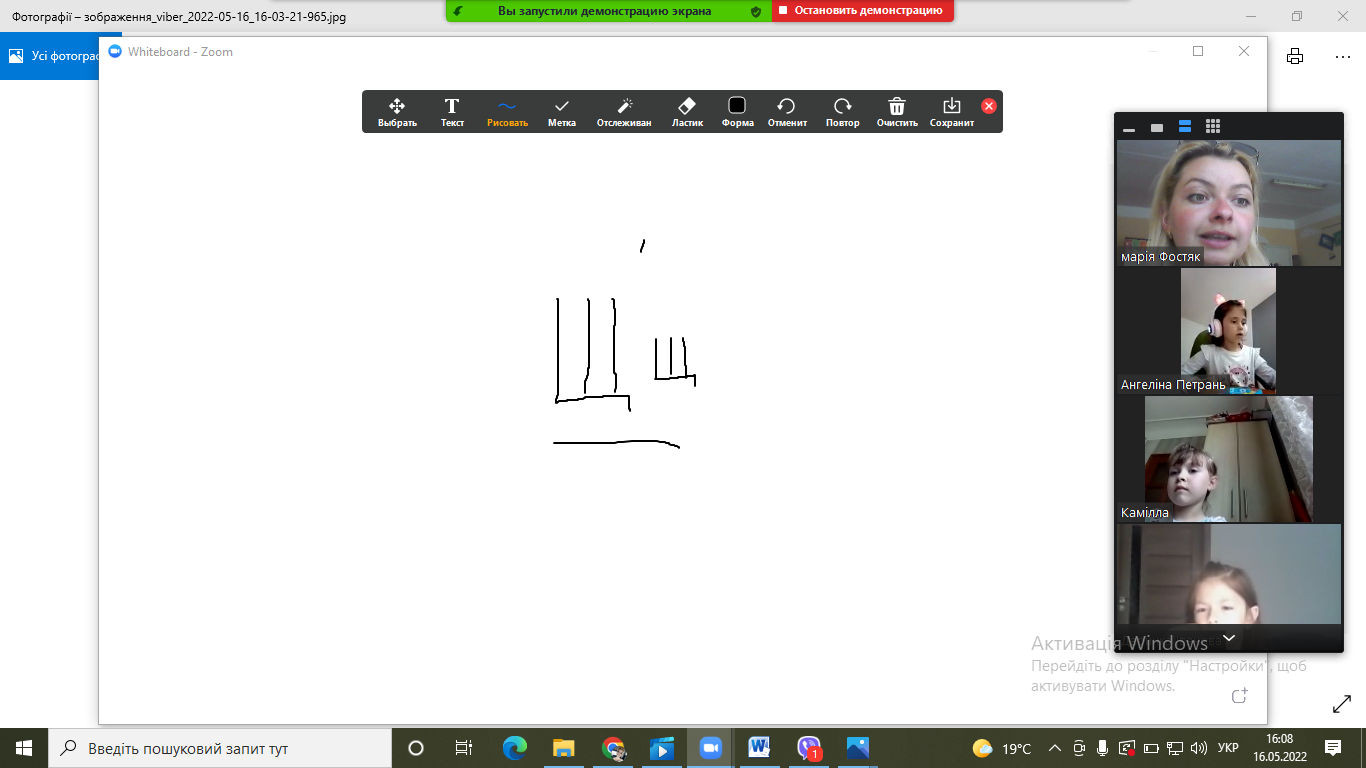 Фотографії – зображення_viber_2022-05-16_16-03-21-965.jpg
Вы запустили демонстрацию экрана
Остановить демонстрацию
Усі фотограф
Whiteboard - Zoom
Выбрать Текст Рисовать Метка Отслеживан Ластик Форма Отменит Повтор Очистить Сохранит
марія Фостяк
Щ щ
Ангеліна Петрань
Камілла
Активація Windows
Перейдіть до розділу "Настройки", щоб
активувати Windows.
Введіть пошуковий запит тут
1
19°C
УКР
16:08
16.05.2022